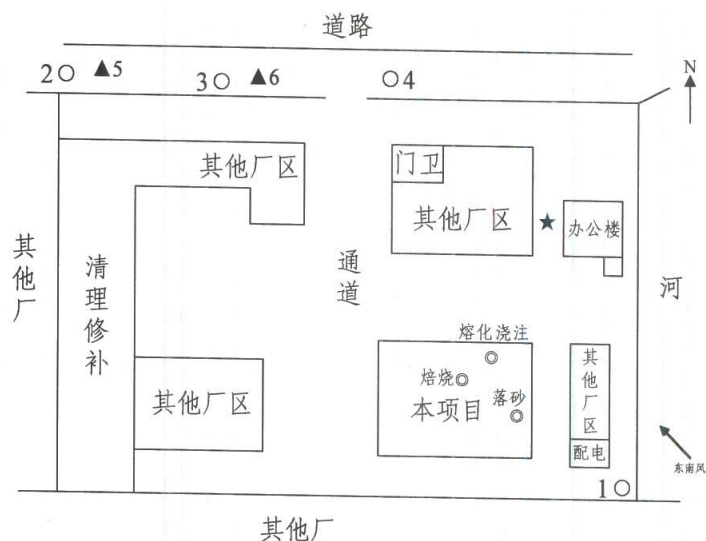 道路
N
2○ ▲5
3○ ▲6
○4
其他厂区
门卫
其他厂区
★
办公楼
其他厂
清理修补
通道
河
熔化浇注
焙烧◎
落砂
本项目
其他厂区
其他厂区
配电
东南风
1○
其他厂